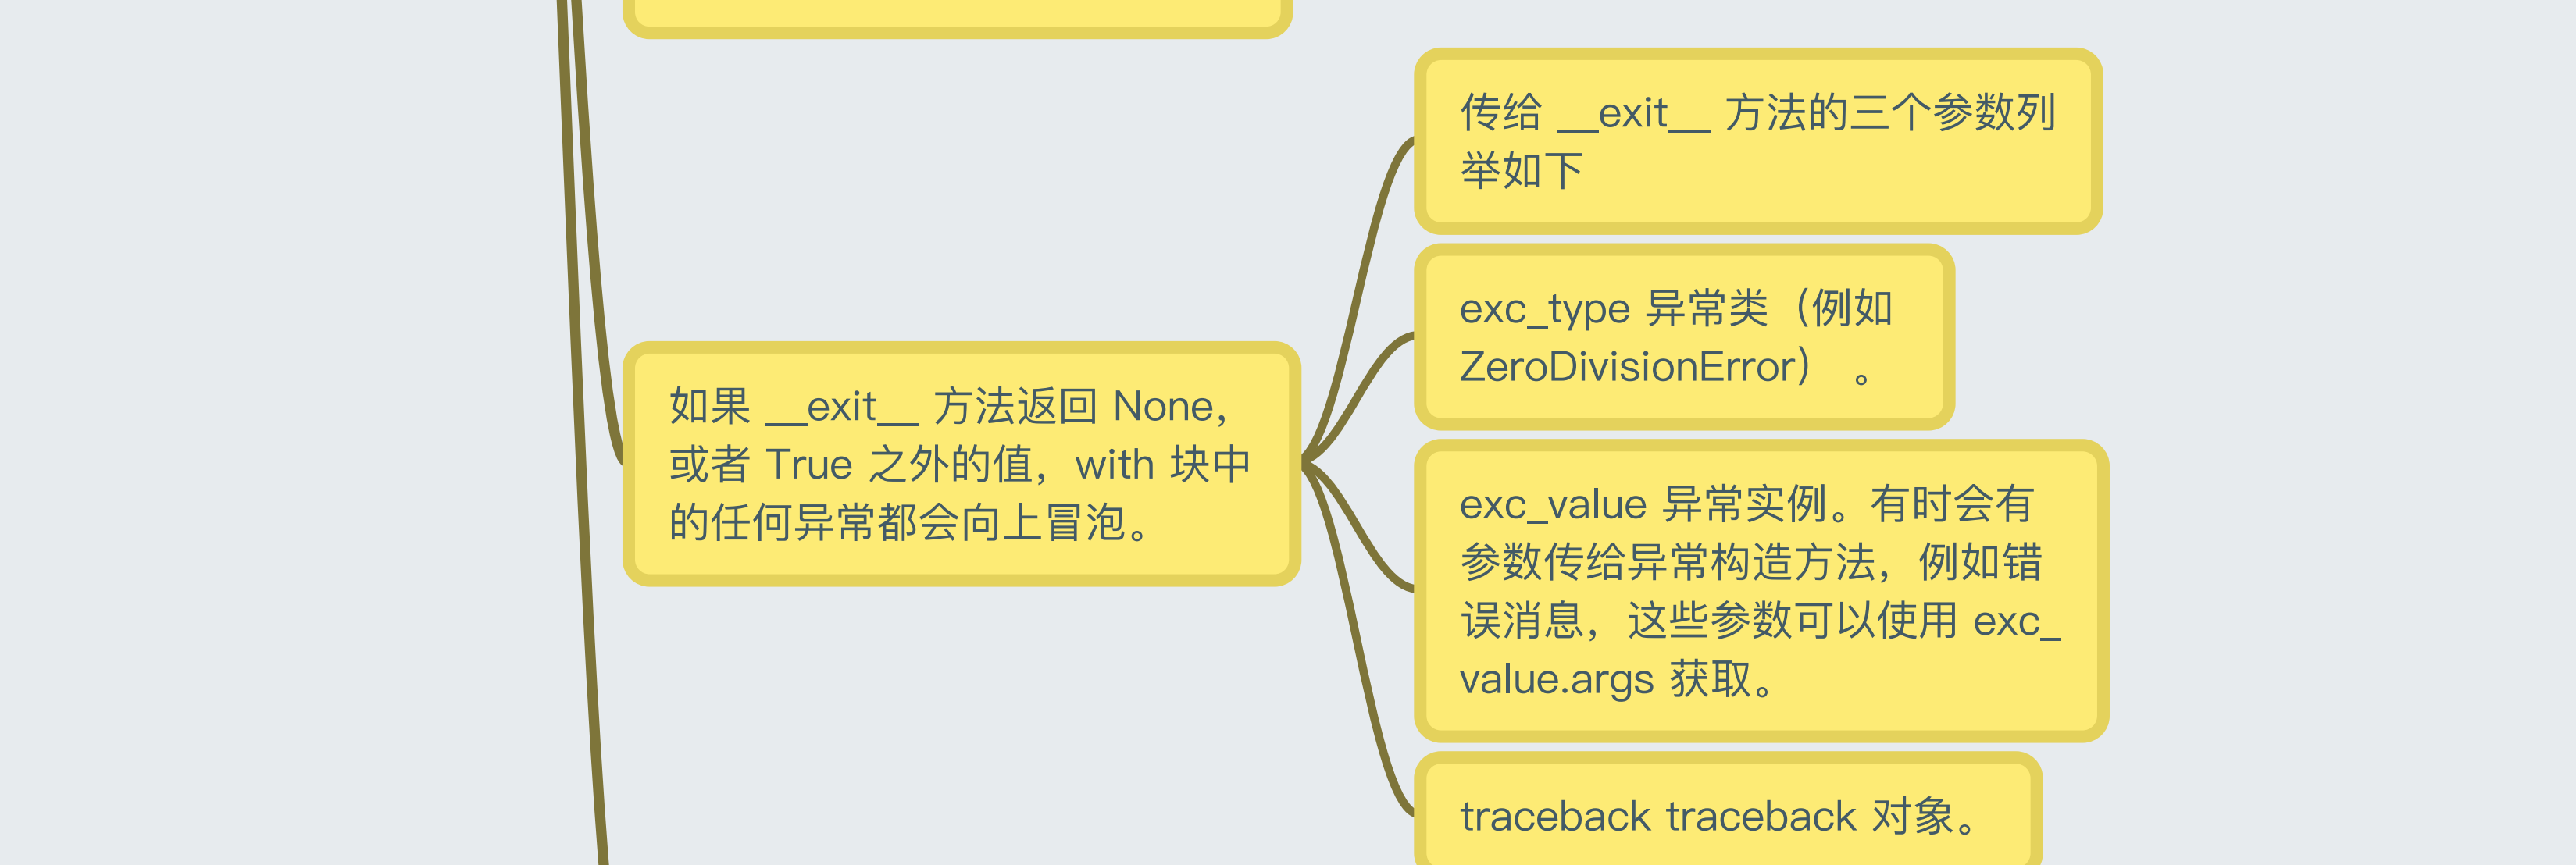 如果 __exit__ 方法返回 None，
或者 True 之外的值，with 块中
的任何异常都会向上冒泡。
传给 __exit__ 方法的三个参数列
举如下
exc_type 异常类（例如
ZeroDivisionError） 。
exc_value 异常实例。有时会有
参数传给异常构造方法，例如错
误消息，这些参数可以使用 exc_
value.args 获取。
traceback traceback 对象。